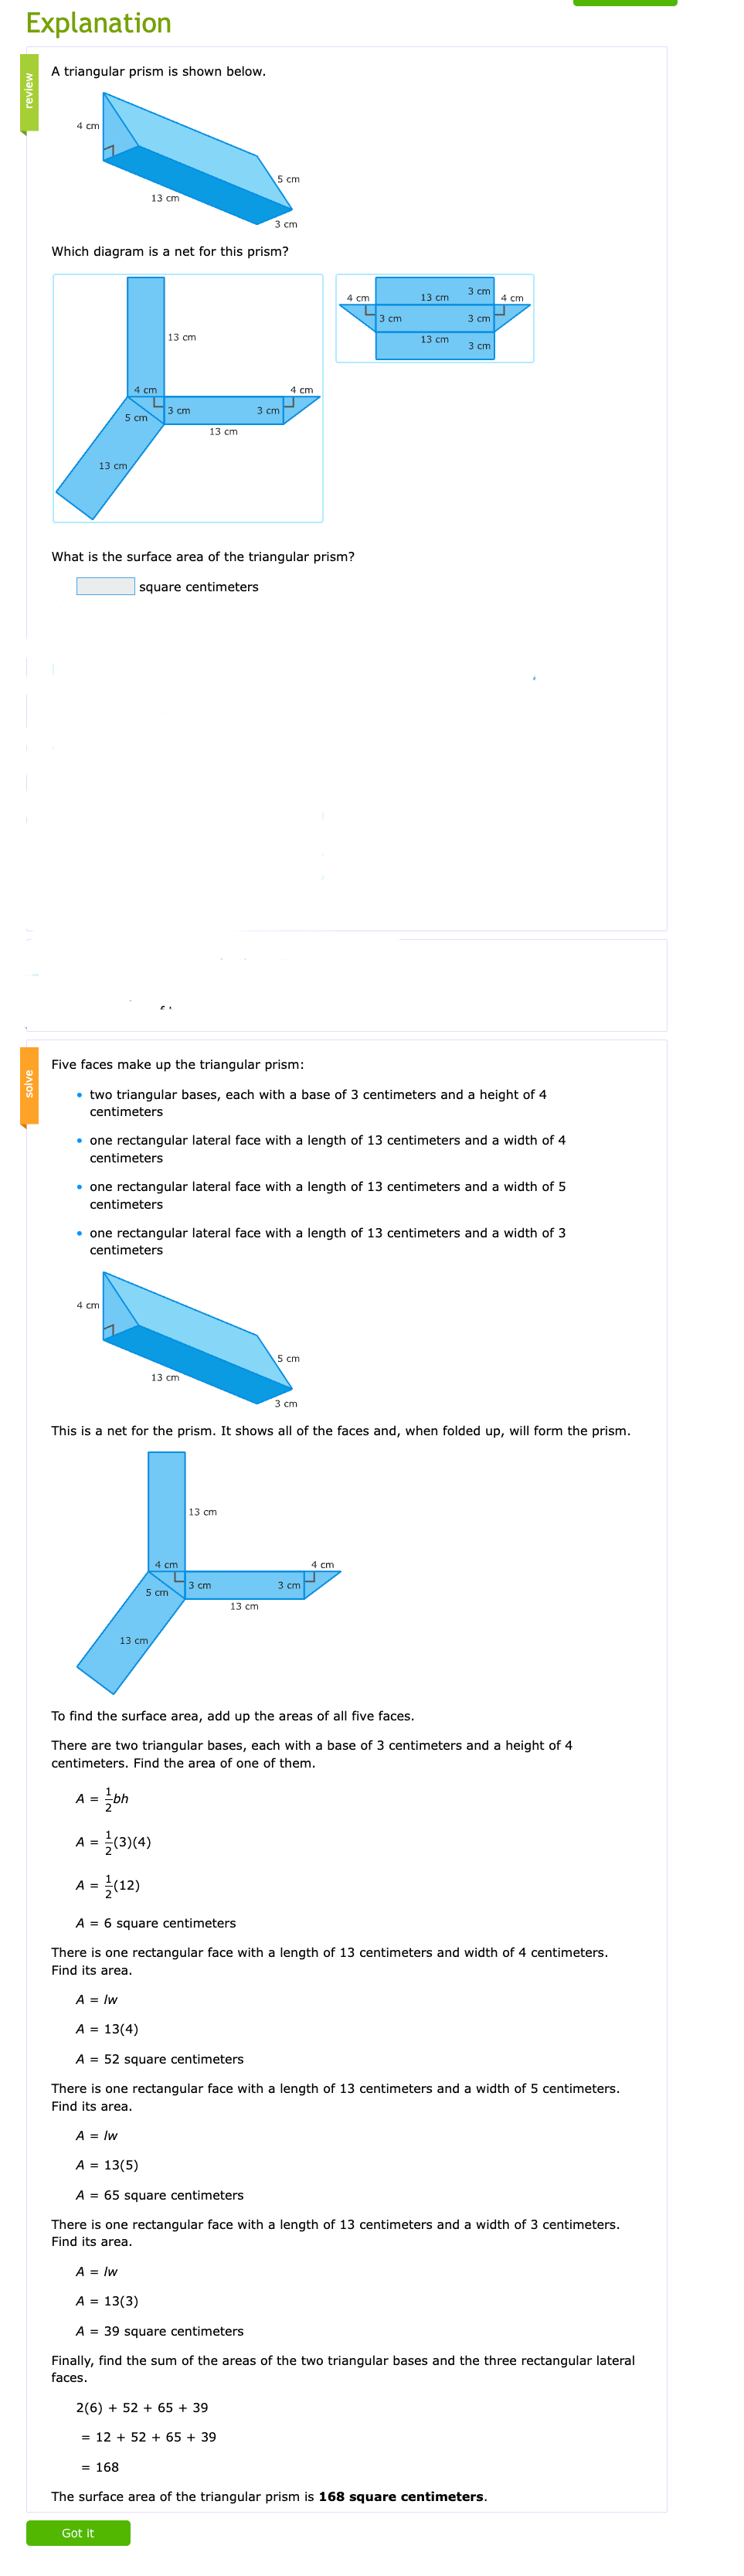 Explanation
review
A triangular prism is shown below.
4 cm
5 cm
13 cm
3 cm
Which diagram is a net for this prism?
13 cm
4 cm
4 cm
3 cm
3 cm
5 cm
13 cm
13 cm
3 cm
4 cm
13 cm
4 cm
3 cm
3 cm
13 cm
3 cm
What is the surface area of the triangular prism?
square centimeters
solve
Five faces make up the triangular prism:
• two triangular bases, each with a base of 3 centimeters and a height of 4
centimeters
• one rectangular lateral face with a length of 13 centimeters and a width of 4
centimeters
• one rectangular lateral face with a length of 13 centimeters and a width of 5
centimeters
• one rectangular lateral face with a length of 13 centimeters and a width of 3
centimeters
4 cm
5 cm
13 cm
3 cm
This is a net for the prism. It shows all of the faces and, when folded up, will form the prism.
13 cm
4 cm
4 cm
3 cm
3 cm
5 cm
13 cm
13 cm
To find the surface area, add up the areas of all five faces.
There are two triangular bases, each with a base of 3 centimeters and a height of 4
centimeters. Find the area of one of them.
A = 1/2 bh
A = 1/2 (3)(4)
A = 1/2 (12)
A = 6 square centimeters
There is one rectangular face with a length of 13 centimeters and width of 4 centimeters.
Find its area.
A = lw
A = 13(4)
A = 52 square centimeters
There is one rectangular face with a length of 13 centimeters and a width of 5 centimeters.
Find its area.
A = lw
A = 13(5)
A = 65 square centimeters
There is one rectangular face with a length of 13 centimeters and a width of 3 centimeters.
Find its area.
A = lw
A = 13(3)
A = 39 square centimeters
Finally, find the sum of the areas of the two triangular bases and the three rectangular lateral
faces.
2(6) + 52 + 65 + 39
= 12 + 52 + 65 + 39
= 168
The surface area of the triangular prism is 168 square centimeters.
Got it